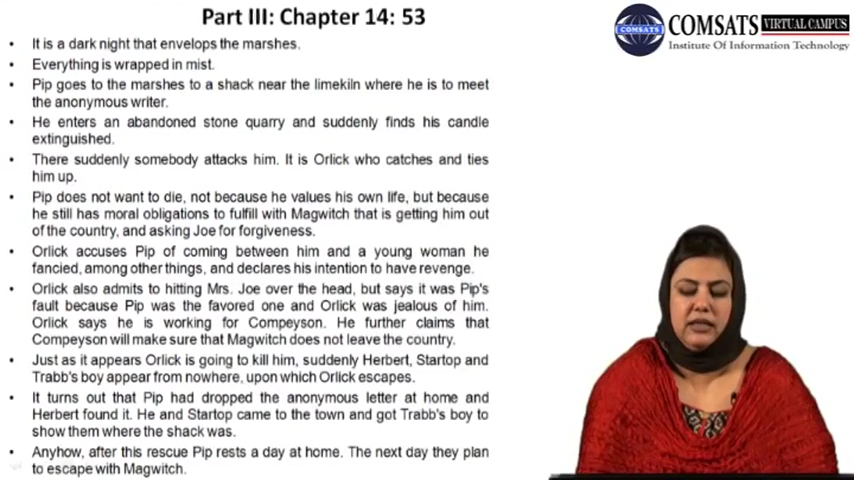 Part III: Chapter 14: 53
COMSATS VIRTUAL CAMPUS
Institute Of Information Technology
COMSATS
• It is a dark night that envelops the marshes.
• Everything is wrapped in mist.
• Pip goes to the marshes to a shack near the limekiln where he is to meet
the anonymous writer.
• He enters an abandoned stone quarry and suddenly finds his candle
extinguished.
• There suddenly somebody attacks him. It is Orlick who catches and ties
him up.
• Pip does not want to die, not because he values his own life, but because
he still has moral obligations to fulfill with Magwitch that is getting him out
of the country, and asking Joe for forgiveness.
• Orlick accuses Pip of coming between him and a young woman he
fancied, among other things, and declares his intention to have revenge.
• Orlick also admits to hitting Mrs. Joe over the head, but says it was Pip's
fault because Pip was the favored one and Orlick was jealous of him.
Orlick says he is working for Compeyson. He further claims that
Compeyson will make sure that Magwitch does not leave the country.
• Just as it appears Orlick is going to kill him, suddenly Herbert, Startop and
Trabb's boy appear from nowhere, upon which Orlick escapes.
• It turns out that Pip had dropped the anonymous letter at home and
Herbert found it. He and Startop came to the town and got Trabb's boy to
show them where the shack was.
• Anyhow, after this rescue Pip rests a day at home. The next day they plan
to escape with Magwitch.